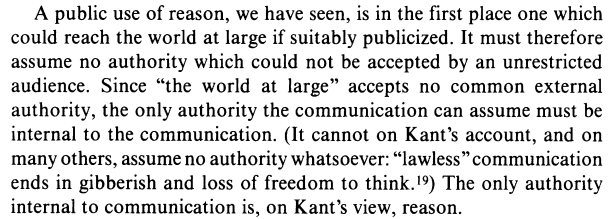 A public use of reason, we have seen, is in the first place one which
could reach the world at large if suitably publicized. It must therefore
assume no authority which could not be accepted by an unrestricted
audience. Since “the world at large” accepts no common external
authority, the only authority the communication can assume must be
internal to the communication. (It cannot on Kant’s account, and on
many others, assume no authority whatsoever: “lawless” communication
ends in gibberish and loss of freedom to think.¹⁹) The only authority
internal to communication is, on Kant’s view, reason.